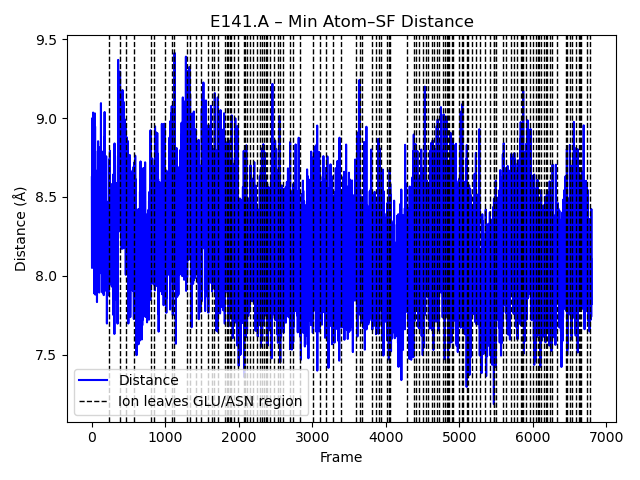 E141.A – Min Atom–SF Distance
9.5
9.0
8.5
8.0
7.5
Distance (Å)
Distance
Ion leaves GLU/ASN region
0 1000 2000 3000 4000 5000 6000 7000
Frame